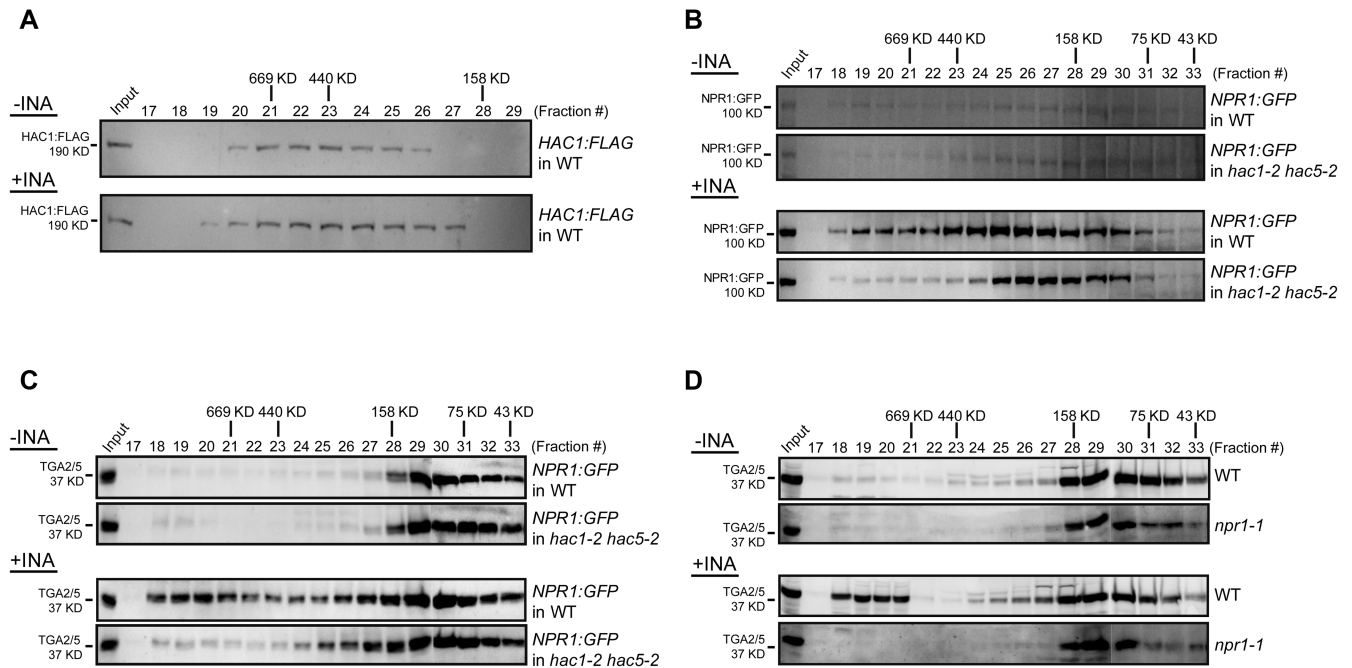 A
669 KD 440 KD 158 KD
-INA
Input 17 18 19 20 21 22 23 24 25 26 27 28 29 (Fraction #)
HAC1:FLAG
190 KD
HAC1:FLAG
in WT
+INA
HAC1:FLAG
190 KD
HAC1:FLAG
in WT
B
669 KD 440 KD 158 KD 75 KD 43 KD
-INA
Input 17 18 19 20 21 22 23 24 25 26 27 28 29 30 31 32 33 (Fraction #)
NPR1:GFP
100 KD
NPR1:GFP
in WT
NPR1:GFP
100 KD
NPR1:GFP
in hac1-2 hac5-2
+INA
NPR1:GFP
100 KD
NPR1:GFP
in WT
NPR1:GFP
100 KD
NPR1:GFP
in hac1-2 hac5-2
C
669 KD 440 KD 158 KD 75 KD 43 KD
-INA
Input 17 18 19 20 21 22 23 24 25 26 27 28 29 30 31 32 33 (Fraction #)
TGA2/5
37 KD
NPR1:GFP
in WT
TGA2/5
37 KD
NPR1:GFP
in hac1-2 hac5-2
+INA
TGA2/5
37 KD
NPR1:GFP
in WT
TGA2/5
37 KD
NPR1:GFP
in hac1-2 hac5-2
D
669 KD 440 KD 158 KD 75 KD 43 KD
-INA
Input 17 18 19 20 21 22 23 24 25 26 27 28 29 30 31 32 33 (Fraction #)
TGA2/5
37 KD
WT
TGA2/5
37 KD
npr1-1
+INA
TGA2/5
37 KD
WT
TGA2/5
37 KD
npr1-1